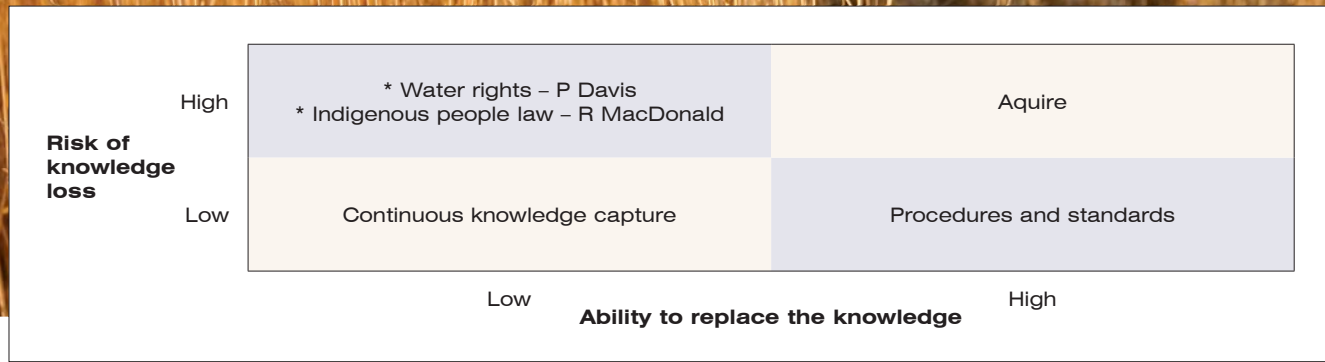 High
* Water rights – P Davis
* Indigenous people law – R MacDonald
Aquire
Risk of
knowledge
loss
Low
Continuous knowledge capture
Procedures and standards
Low
High
Ability to replace the knowledge